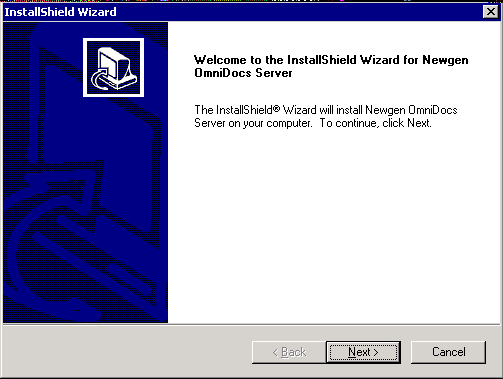 InstallShield Wizard
Welcome to the InstallShield Wizard for Newgen
OmniDocs Server
The InstallShield® Wizard will install Newgen OmniDocs
Server on your computer.  To continue, click Next.
< Back
Next >
Cancel